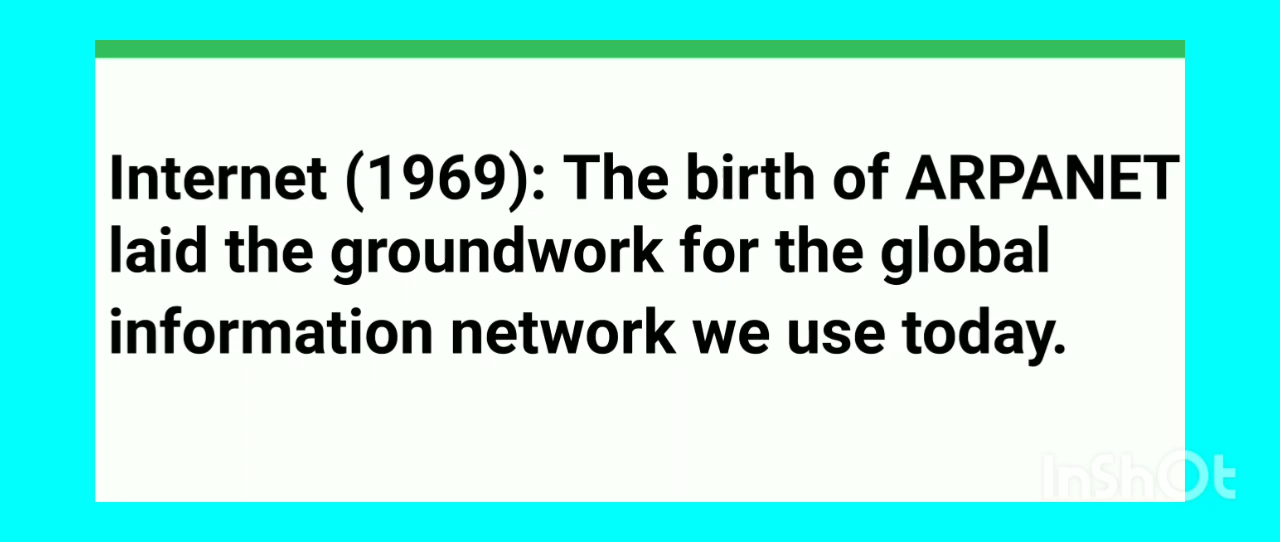 Internet (1969): The birth of ARPANET
laid the groundwork for the global
information network we use today.
InShOt